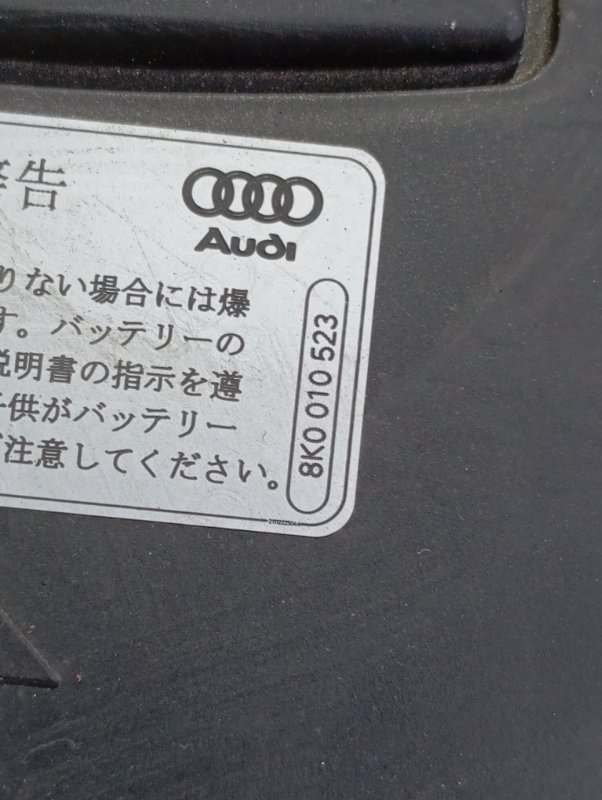 告
Audi
りない場合には爆
す。バッテリーの
説明書の指示を遵
供がバッテリー
注意してください。
8K0 010 523